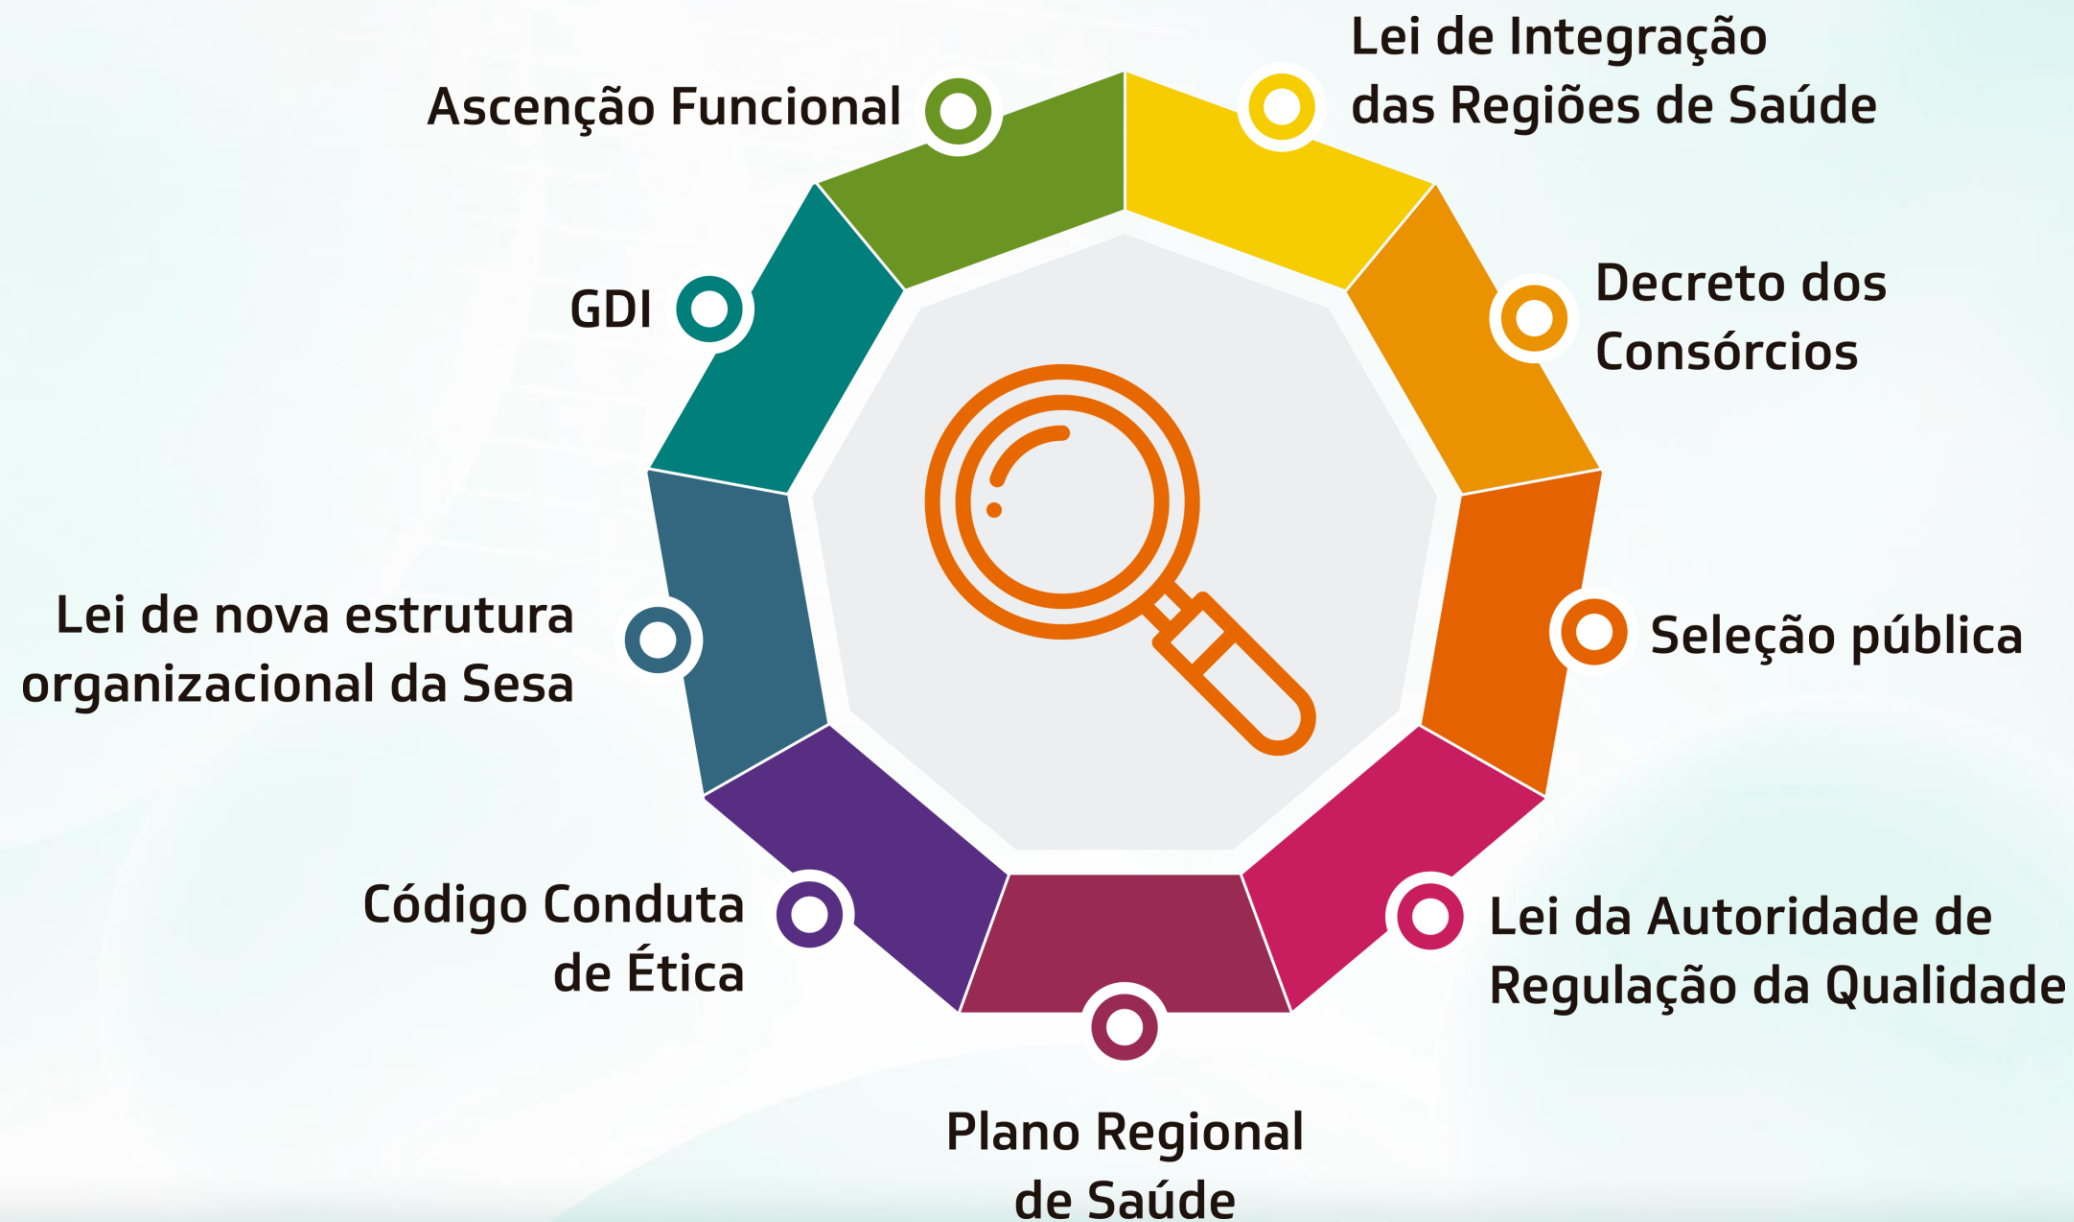 Lei de Integração
das Regiões de Saúde
Ascenção Funcional
Decreto dos
Consórcios
GDI
Lei de nova estrutura
organizacional da Sesa
Seleção pública
Código Conduta
de Ética
Lei da Autoridade de
Regulação da Qualidade
Plano Regional
de Saúde